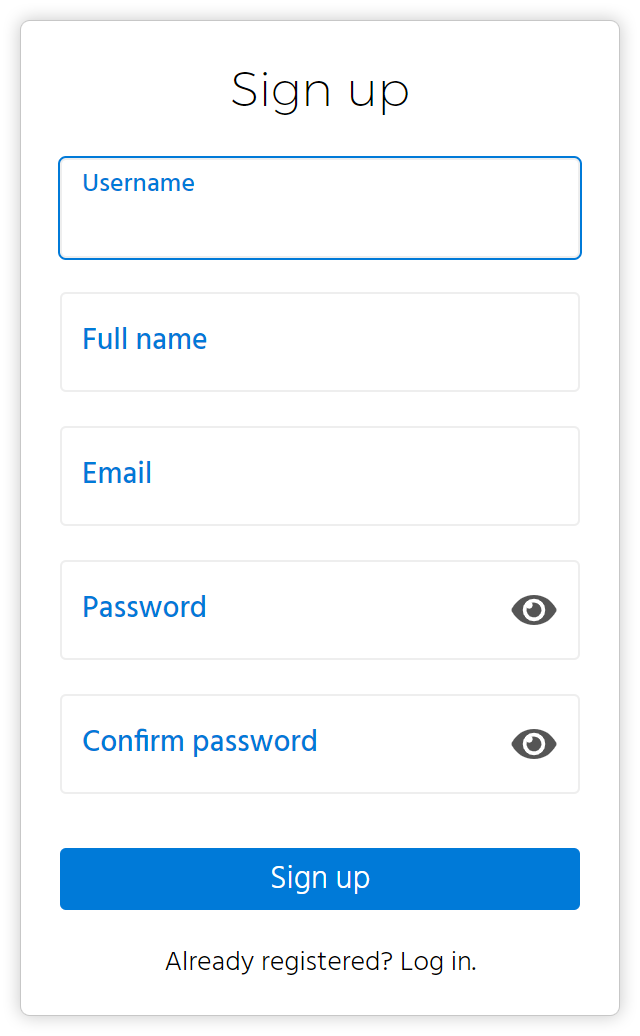 Sign up
Username
Full name
Email
Password
Confirm password
Sign up
Already registered? Log in.